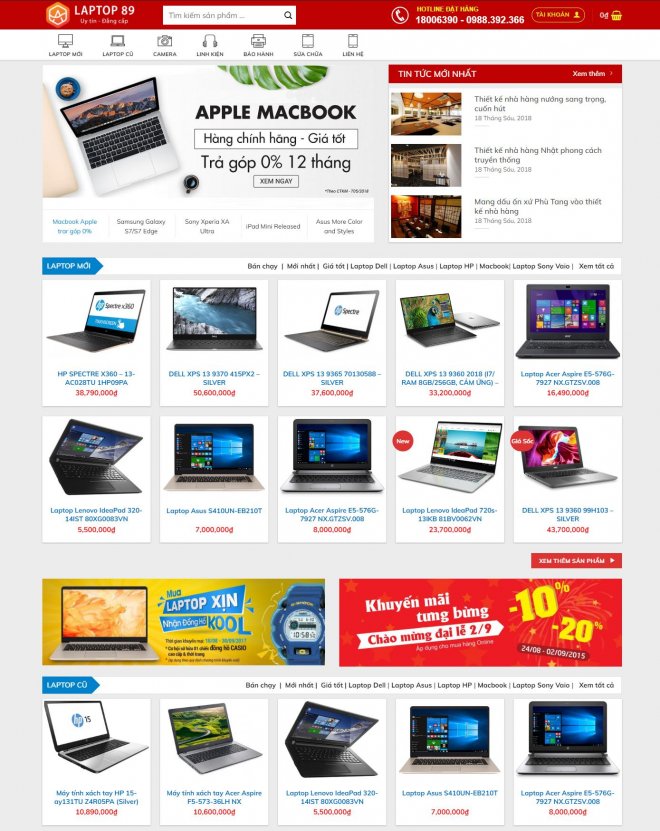 LAPTOP 89
Uy tín - Đẳng cấp
Tìm kiếm sản phẩm ...
HOTLINE ĐẶT HÀNG
18006390 - 0988.392.366
TÀI KHOẢN
0₫
LAPTOP MỚI
LAPTOP CŨ
CAMERA
LINH KIỆN
BẢO HÀNH
SỬA CHỮA
LIÊN HỆ
APPLE MACBOOK
Hàng chính hãng - Giá tốt
Trả góp 0% 12 tháng
XEM NGAY
Macbook Apple
trar góp 0%
Samsung Galaxy
S7/S7 Edge
Sony Xperia XA
Ultra
iPad Mini Released
Asus More Color
and Styles
TIN TỨC MỚI NHẤT
Xem thêm
Thiết kế nhà hàng nướng sang trọng,
cuốn hút
18 Tháng Sáu, 2018
Thiết kế nhà hàng Nhật phong cách
truyền thống
18 Tháng Sáu, 2018
Mang dấu ấn xứ Phù Tang vào thiết
kế nhà hàng
18 Tháng Sáu, 2018
LAPTOP MỚI
Bán chạy | Mới nhất | Giá tốt | Laptop Dell | Laptop Asus | Laptop HP | Macbook| Laptop Sony Vaio | Xem tất cả
Spectre x360
HP SPECTRE X360 – 13-
AC028TU 1HP09PA
38,790,000₫
DELL XPS 13 9370 415PX2 –
SILVER
50,600,000₫
Spectre
DELL XPS 13 9365 70130588 –
SILVER
37,600,000₫
DELL XPS 13 9360 2018 (I7/
RAM 8GB/256GB, CẢM ỨNG) –
33,200,000₫
Laptop Acer Aspire E5-576G-
7927 NX.GTZSV.008
16,490,000₫
Laptop Lenovo IdeaPad 320-
14IST 80XG0083VN
5,500,000₫
Laptop Asus S410UN-EB210T
7,000,000₫
Laptop Acer Aspire E5-576G-
7927 NX.GTZSV.008
8,000,000₫
New
Laptop Lenovo IdeaPad 720s-
13IKB 81BV0062VN
23,700,000₫
Giá Sốc
DELL XPS 13 9360 99H103 –
SILVER
43,700,000₫
XEM THÊM SẢN PHẨM
Mua
LAPTOP XỊN
Nhận Đồng Hồ
KOOL
Khuyến mãi
tưng bừng
Chào mừng đại lễ 2/9
Áp dụng cho mua hàng Online
-10%
-20%
24/08 - 02/09/2015
LAPTOP CŨ
Bán chạy | Mới nhất | Giá tốt | Laptop Dell | Laptop Asus | Laptop HP | Macbook | Laptop Sony Vaio | Xem tất cả
hp 15
Máy tính xách tay HP 15-
ay131TU Z4R05PA (Silver)
10,890,000₫
Máy tính xách tay Acer Aspire
F5-573-36LH NX
10,600,000₫
Laptop Lenovo IdeaPad 320-
14IST 80XG0083VN
5,500,000₫
Laptop Asus S410UN-EB210T
7,000,000₫
Laptop Acer Aspire E5-576G-
7927 NX.GTZSV.008
8,000,000₫